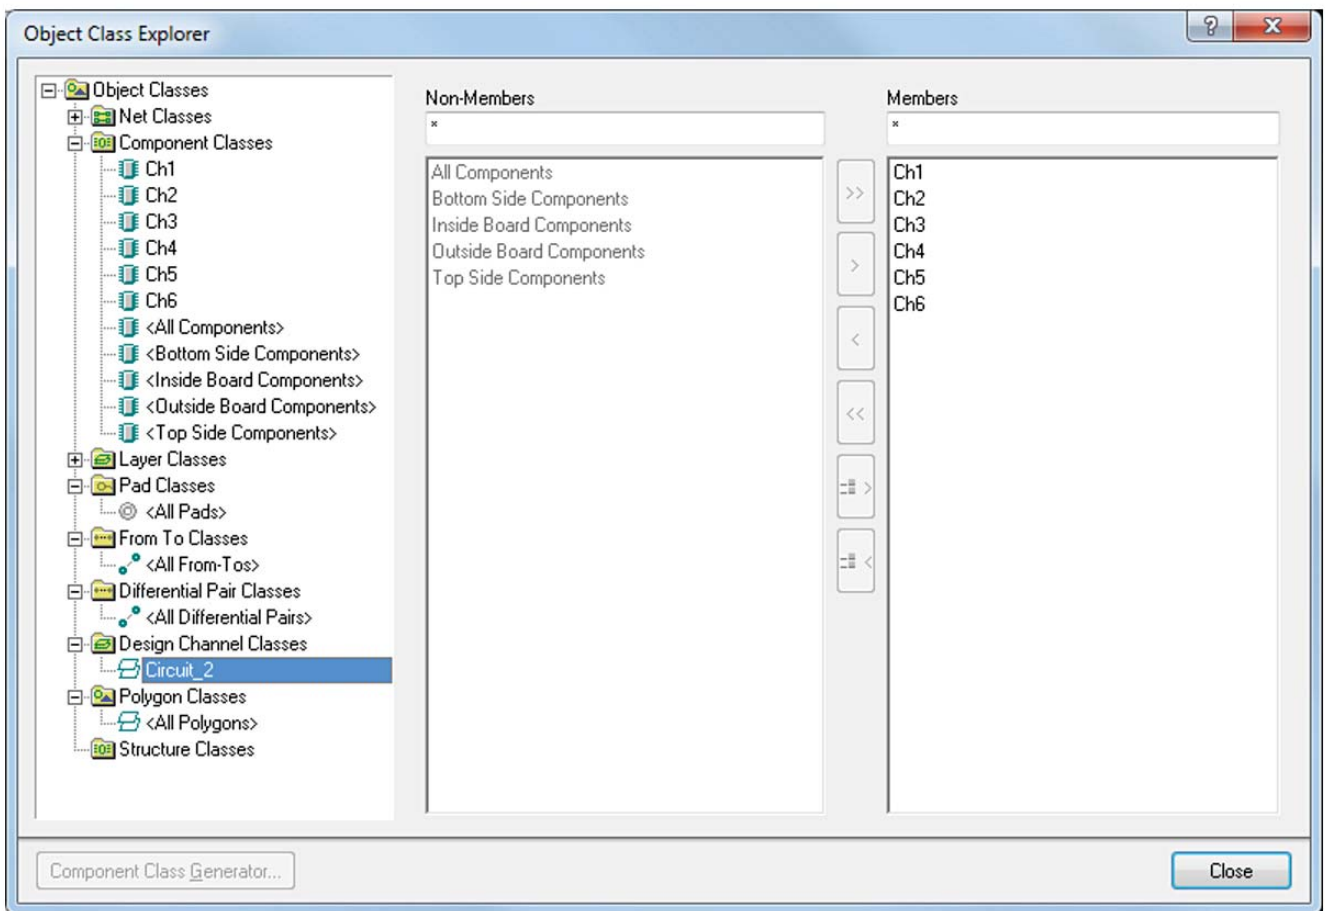 Object Class Explorer
?
X
Object Classes
Net Classes
Component Classes
Ch1
Ch2
Ch3
Ch4
Ch5
Ch6
<All Components>
<Bottom Side Components>
<Inside Board Components>
<Outside Board Components>
<Top Side Components>
Layer Classes
Pad Classes
<All Pads>
From To Classes
<All From-Tos>
Differential Pair Classes
<All Differential Pairs>
Design Channel Classes
Circuit_2
Polygon Classes
<All Polygons>
Structure Classes
Non-Members
*
All Components
Bottom Side Components
Inside Board Components
Outside Board Components
Top Side Components
>>
>
<
<<
>
<
Members
*
Ch1
Ch2
Ch3
Ch4
Ch5
Ch6
Component Class Generator...
Close